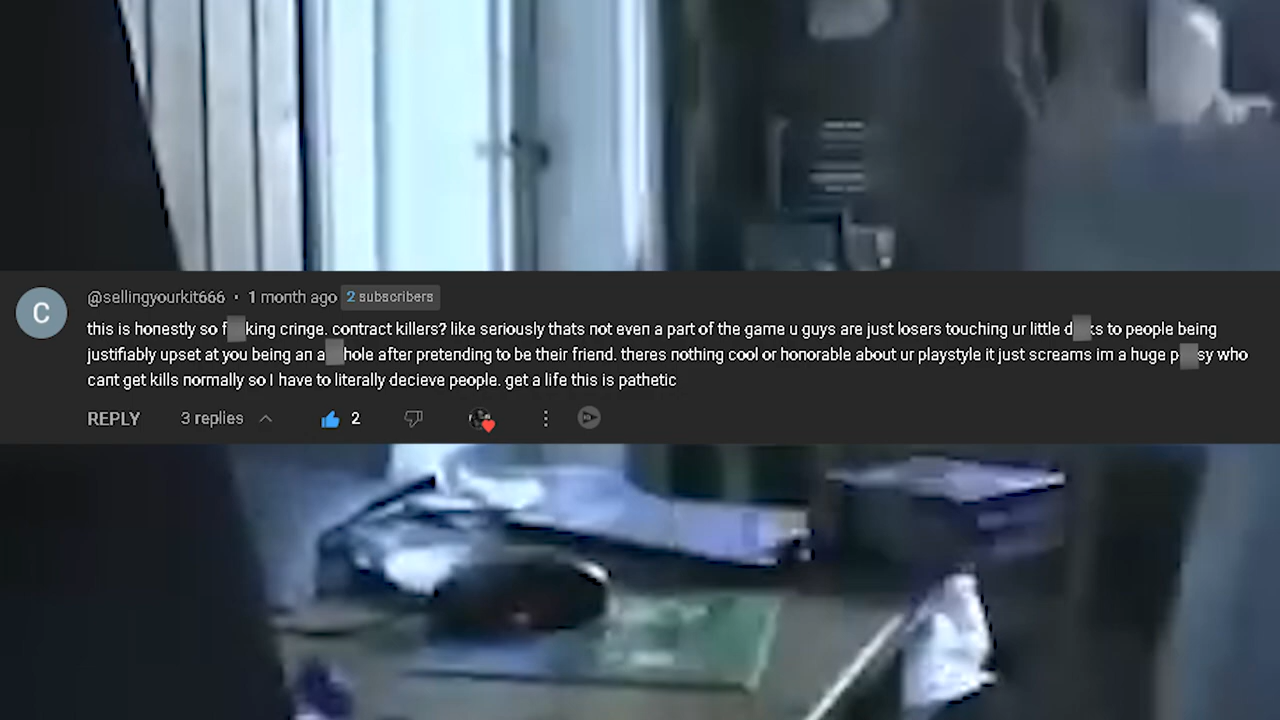 @sellingyourkit666 · 1 month ago 2 subscribers
this is honestly so f king cringe. contract killers? like seriously thats not even a part of the game u guys are just losers touching ur little d ks to people being
justifiably upset at you being an a hole after pretending to be their friend. theres nothing cool or honorable about ur playstyle it just screams im a huge p sy who
cant get kills normally so I have to literally decieve people. get a life this is pathetic
REPLY 3 replies 2
C